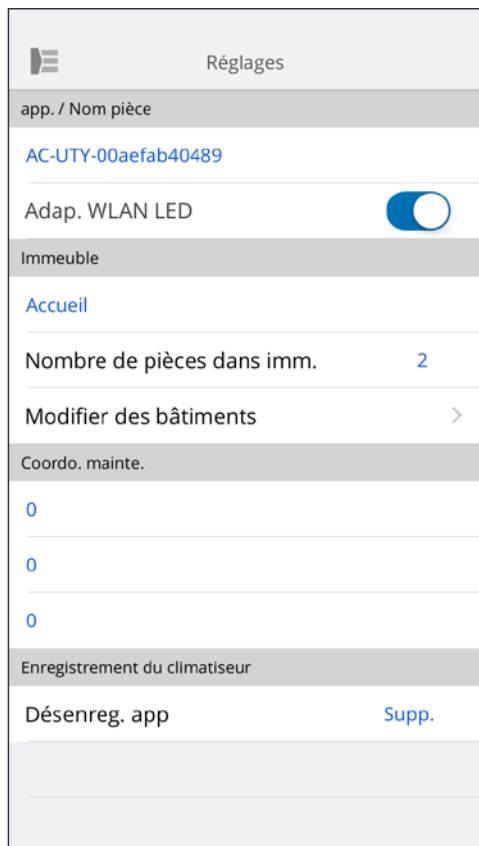 Réglages
app. / Nom pièce
AC-UTY-00aefab40489
Adap. WLAN LED
Immeuble
Accueil
Nombre de pièces dans imm. 2
Modifier des bâtiments
Coordo. mainte.
0
0
0
Enregistrement du climatiseur
Désenreg. app Supp.